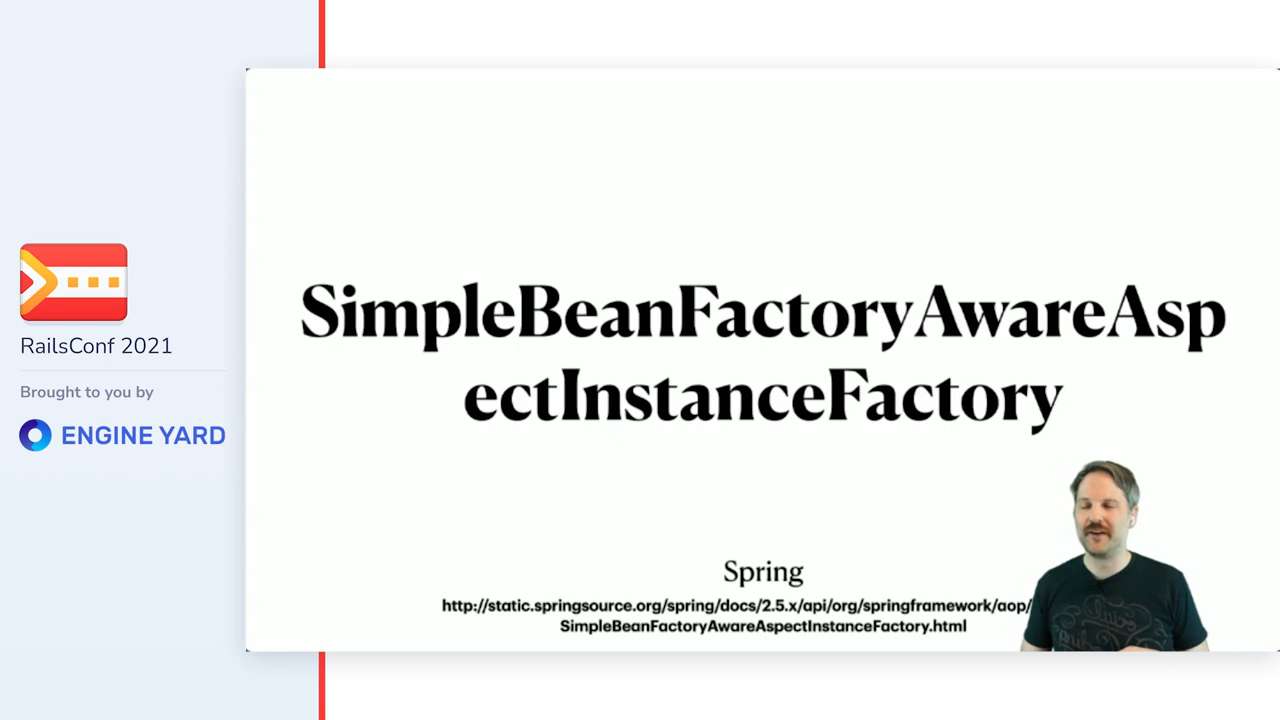 RailsConf 2021
Brought to you by
ENGINE YARD
SimpleBeanFactoryAwareAsp
ectInstanceFactory
Spring
http://static.springsource.org/spring/docs/2.5.x/api/org/springframework/aop/
SimpleBeanFactoryAwareAspectInstanceFactory.html